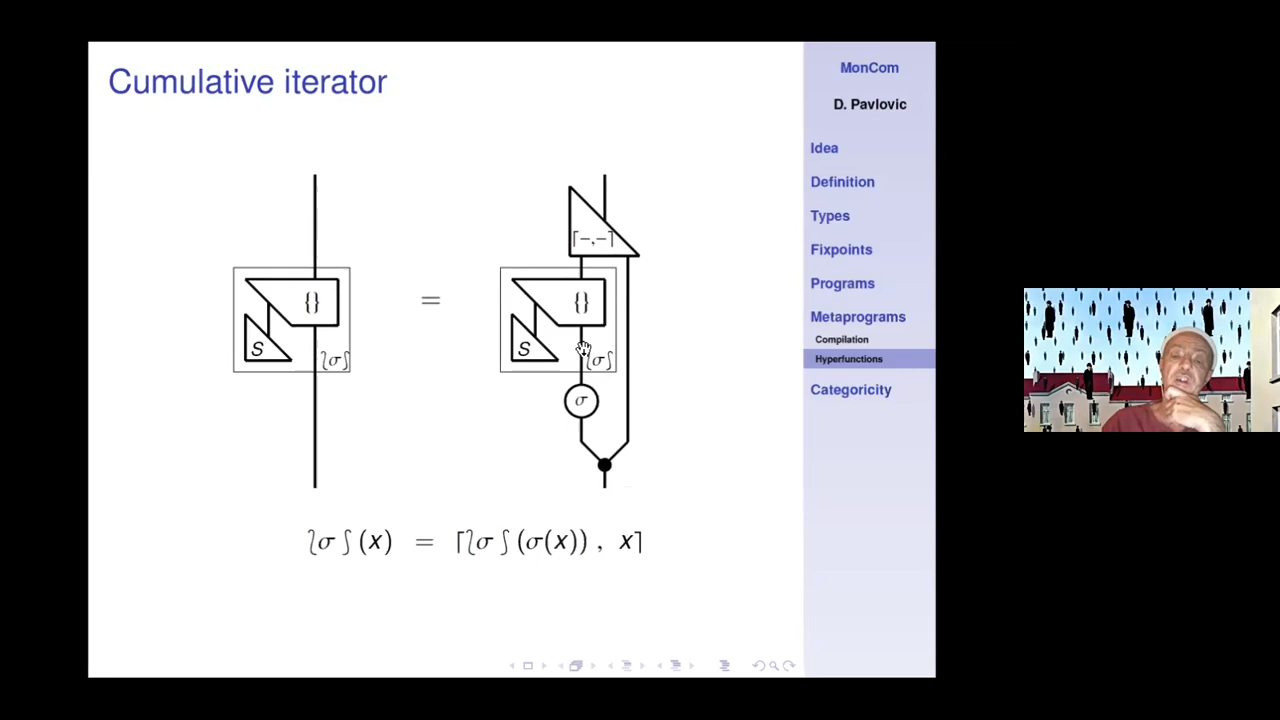 Cumulative iterator
MonCom
D. Pavlovic
Idea
Definition
Types
Fixpoints
Programs
Metaprograms
Compilation
Hyperfunctions
Categoricity
⌈−,−⌉
{} = {}
S ≀σ∫ S ≀σ∫
σ
≀σ∫(x) = ⌈≀σ∫(σ(x)), x⌉